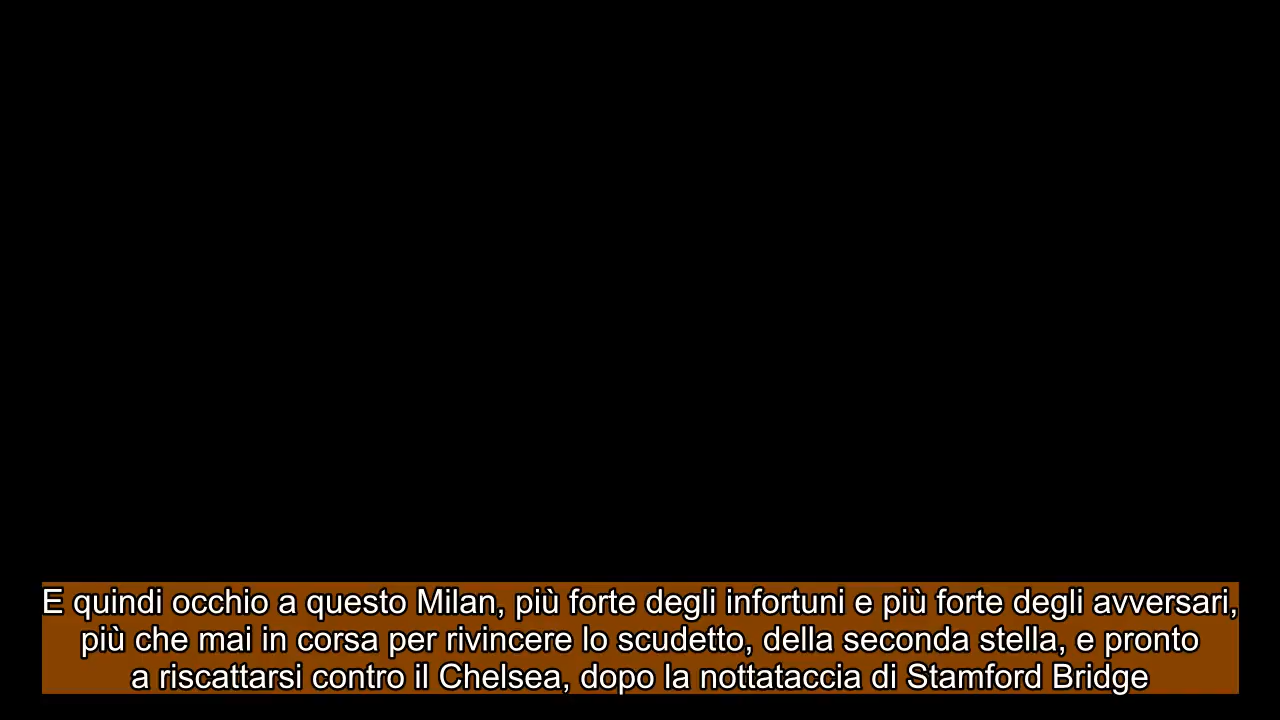 E quindi occhio a questo Milan, più forte degli infortuni e più forte degli avversari,
più che mai in corsa per rivincere lo scudetto, della seconda stella, e pronto
a riscattarsi contro il Chelsea, dopo la nottataccia di Stamford Bridge